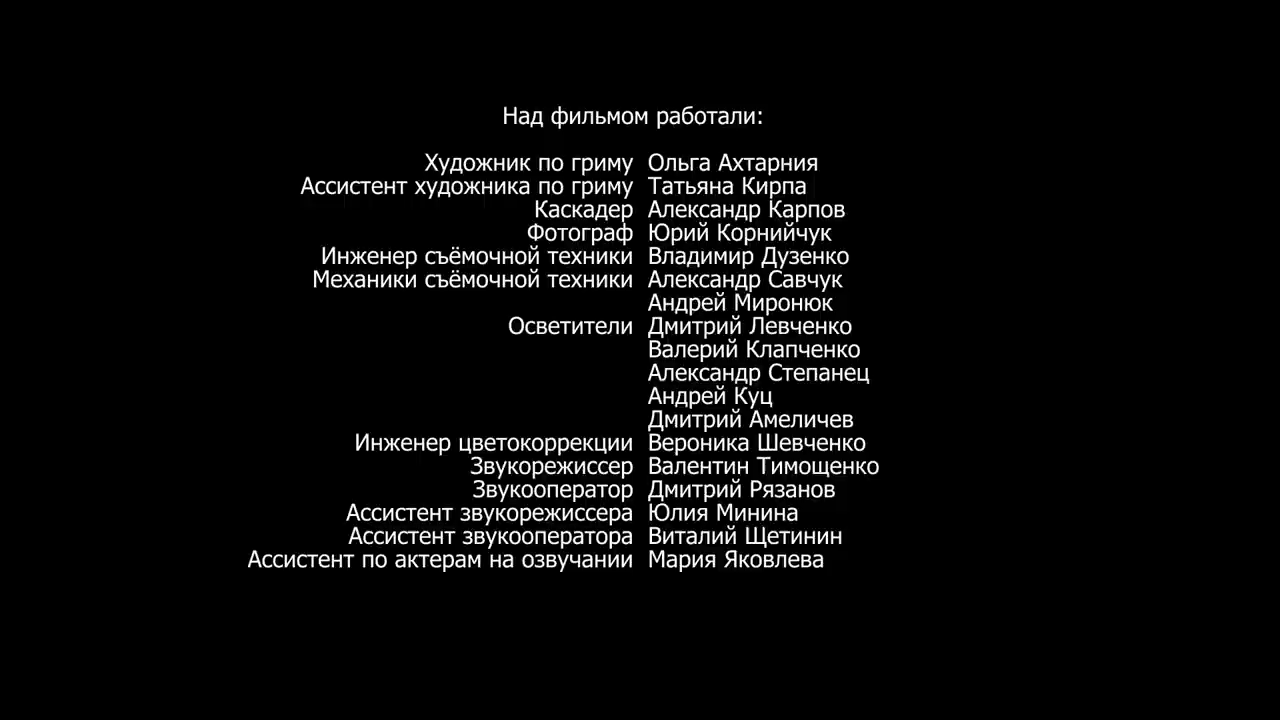 Над фильмом работали:
Художник по гриму Ольга Ахтарния
Ассистент художника по гриму Татьяна Кирпа
Каскадер Александр Карпов
Фотограф Юрий Корнийчук
Инженер съёмочной техники Владимир Дузенко
Механики съёмочной техники Александр Савчук
Андрей Миронюк
Осветители Дмитрий Левченко
Валерий Клапченко
Александр Степанец
Андрей Куц
Дмитрий Амеличев
Инженер цветокоррекции Вероника Шевченко
Звукорежиссер Валентин Тимощенко
Звукооператор Дмитрий Рязанов
Ассистент звукорежиссера Юлия Минина
Ассистент звукооператора Виталий Щетинин
Ассистент по актерам на озвучании Мария Яковлева